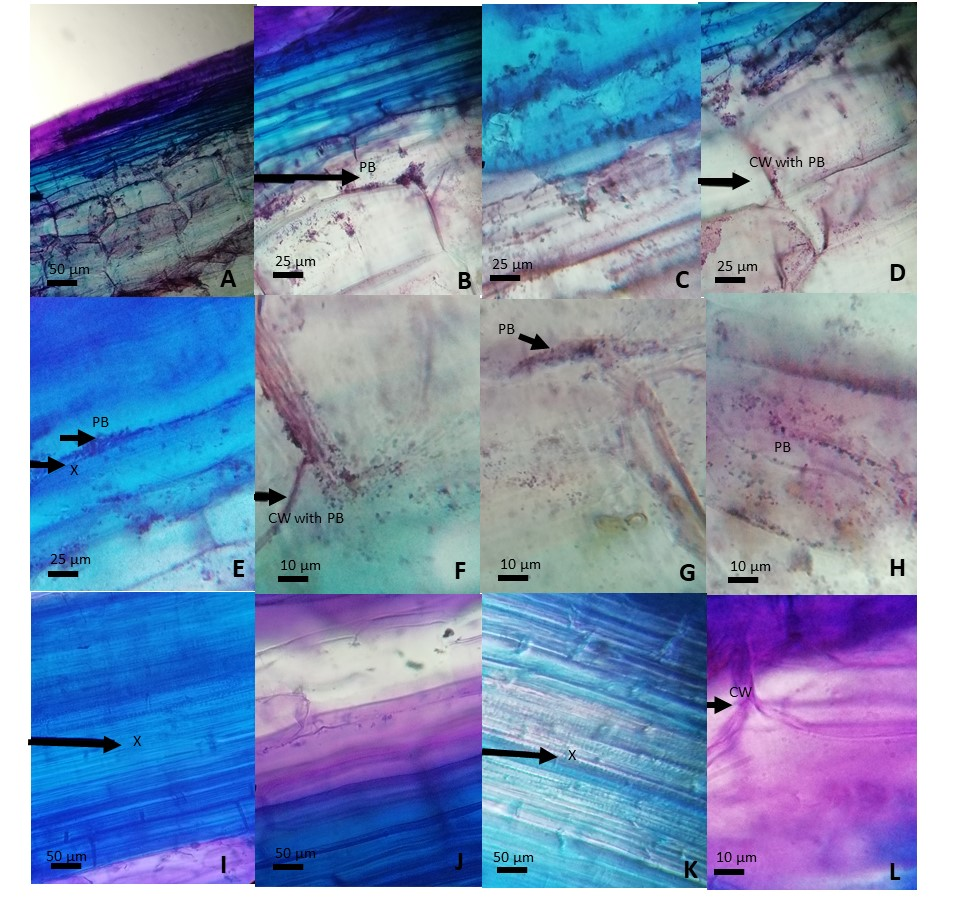 50 µm
A
PB
25 µm
B
25 µm
C
CW with PB
25 µm
D
PB
X
25 µm
E
CW with PB
10 µm
F
PB
10 µm
G
PB
10 µm
H
X
50 µm
I
50 µm
J
X
50 µm
K
CW
10 µm
L